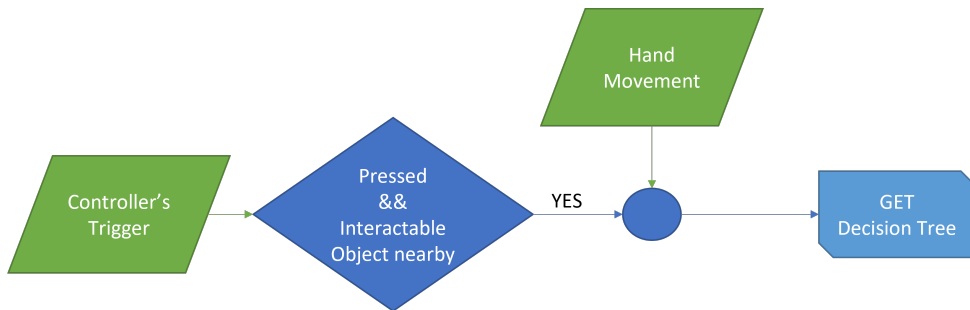 Hand
Movement
Controller's
Trigger
Pressed
&&
Interactable
Object nearby
YES
GET
Decision Tree